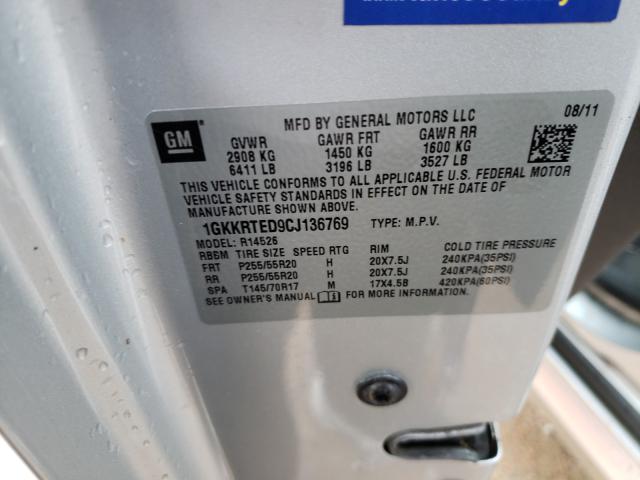 GM
MFD BY GENERAL MOTORS LLC 08/11
GVWR GAWR FRT GAWR RR
2908 KG 1450 KG 1600 KG
6411 LB 3196 LB 3527 LB
THIS VEHICLE CONFORMS TO ALL APPLICABLE U.S. FEDERAL MOTOR
VEHICLE SAFETY STANDARDS IN EFFECT ON THE DATE OF
MANUFACTURE SHOWN ABOVE.
1GKKRTED9CJ136769 TYPE: M.P.V.
MODEL: R14526
RB6M TIRE SIZE SPEED RTG RIM COLD TIRE PRESSURE
FRT P255/55R20 H 20X7.5J 240KPA(35PSI)
RR P255/55R20 H 20X7.5J 240KPA(35PSI)
SPA T145/70R17 M 17X4.5B 420KPA(60PSI)
SEE OWNER'S MANUAL FOR MORE INFORMATION.